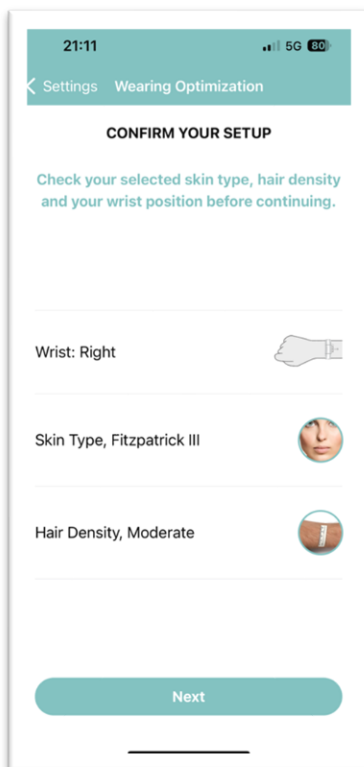 21:11 5G 80
Settings Wearing Optimization
CONFIRM YOUR SETUP
Check your selected skin type, hair density
and your wrist position before continuing.
Wrist: Right
Skin Type, Fitzpatrick III
Hair Density, Moderate
Next